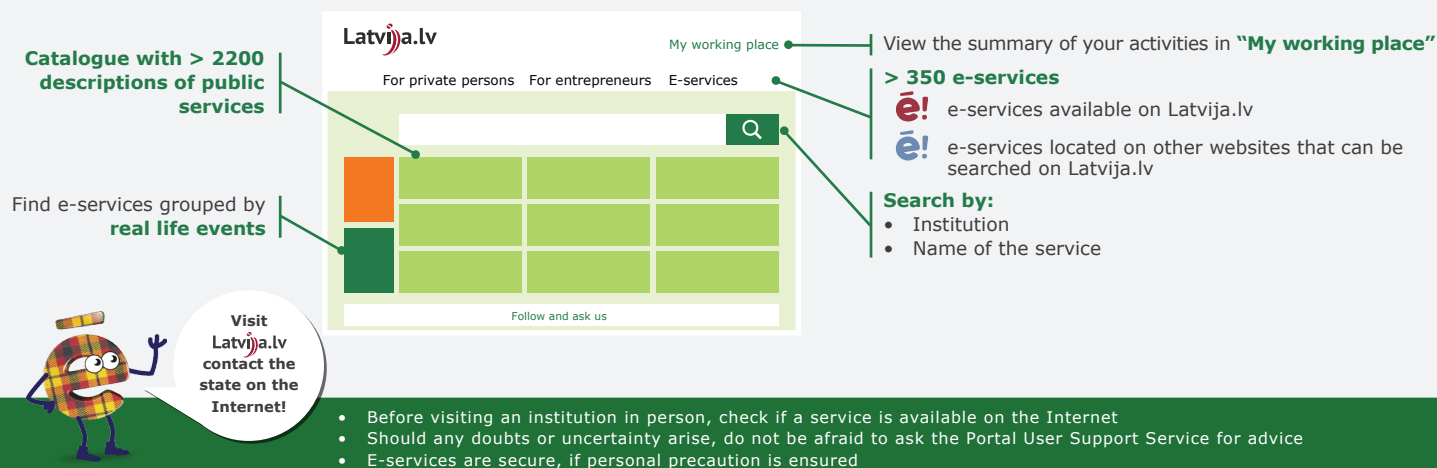 Catalogue with > 2200
descriptions of public
services
Find e-services grouped by
real life events
Latvija.lv
My working place
For private persons For entrepreneurs E-services
Follow and ask us
View the summary of your activities in “My working place”
> 350 e-services
ē! e-services available on Latvija.lv
ē! e-services located on other websites that can be
searched on Latvija.lv
Search by:
• Institution
• Name of the service
Visit
Latvija.lv
contact the
state on the
Internet!
• Before visiting an institution in person, check if a service is available on the Internet
• Should any doubts or uncertainty arise, do not be afraid to ask the Portal User Support Service for advice
• E-services are secure, if personal precaution is ensured